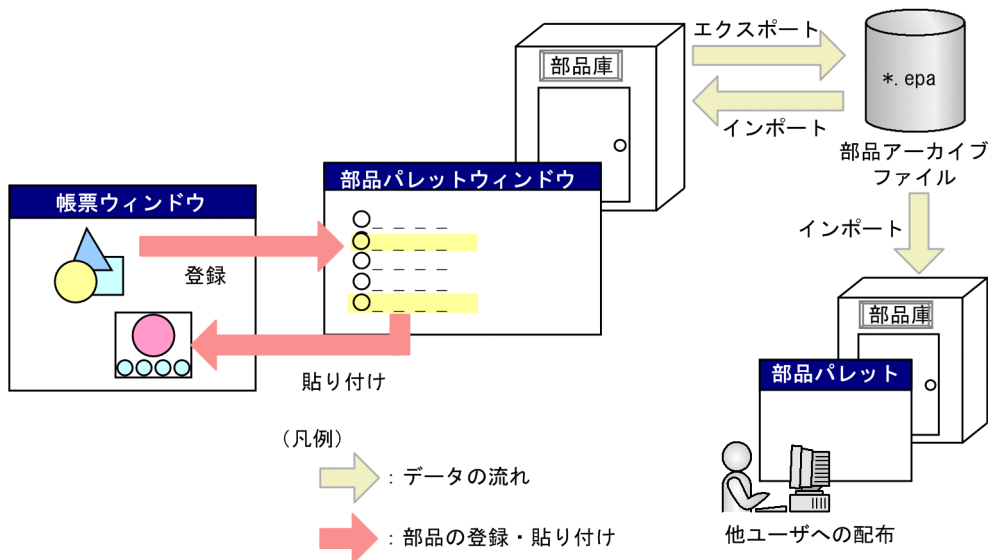 エクスポート
部品庫
*. epa
インポート
部品アーカイブ
ファイル
部品パレットウィンドウ
帳票ウィンドウ
登録
インポート
部品庫
部品パレット
貼り付け
(凡例)
: データの流れ
: 部品の登録・貼り付け
他ユーザへの配布